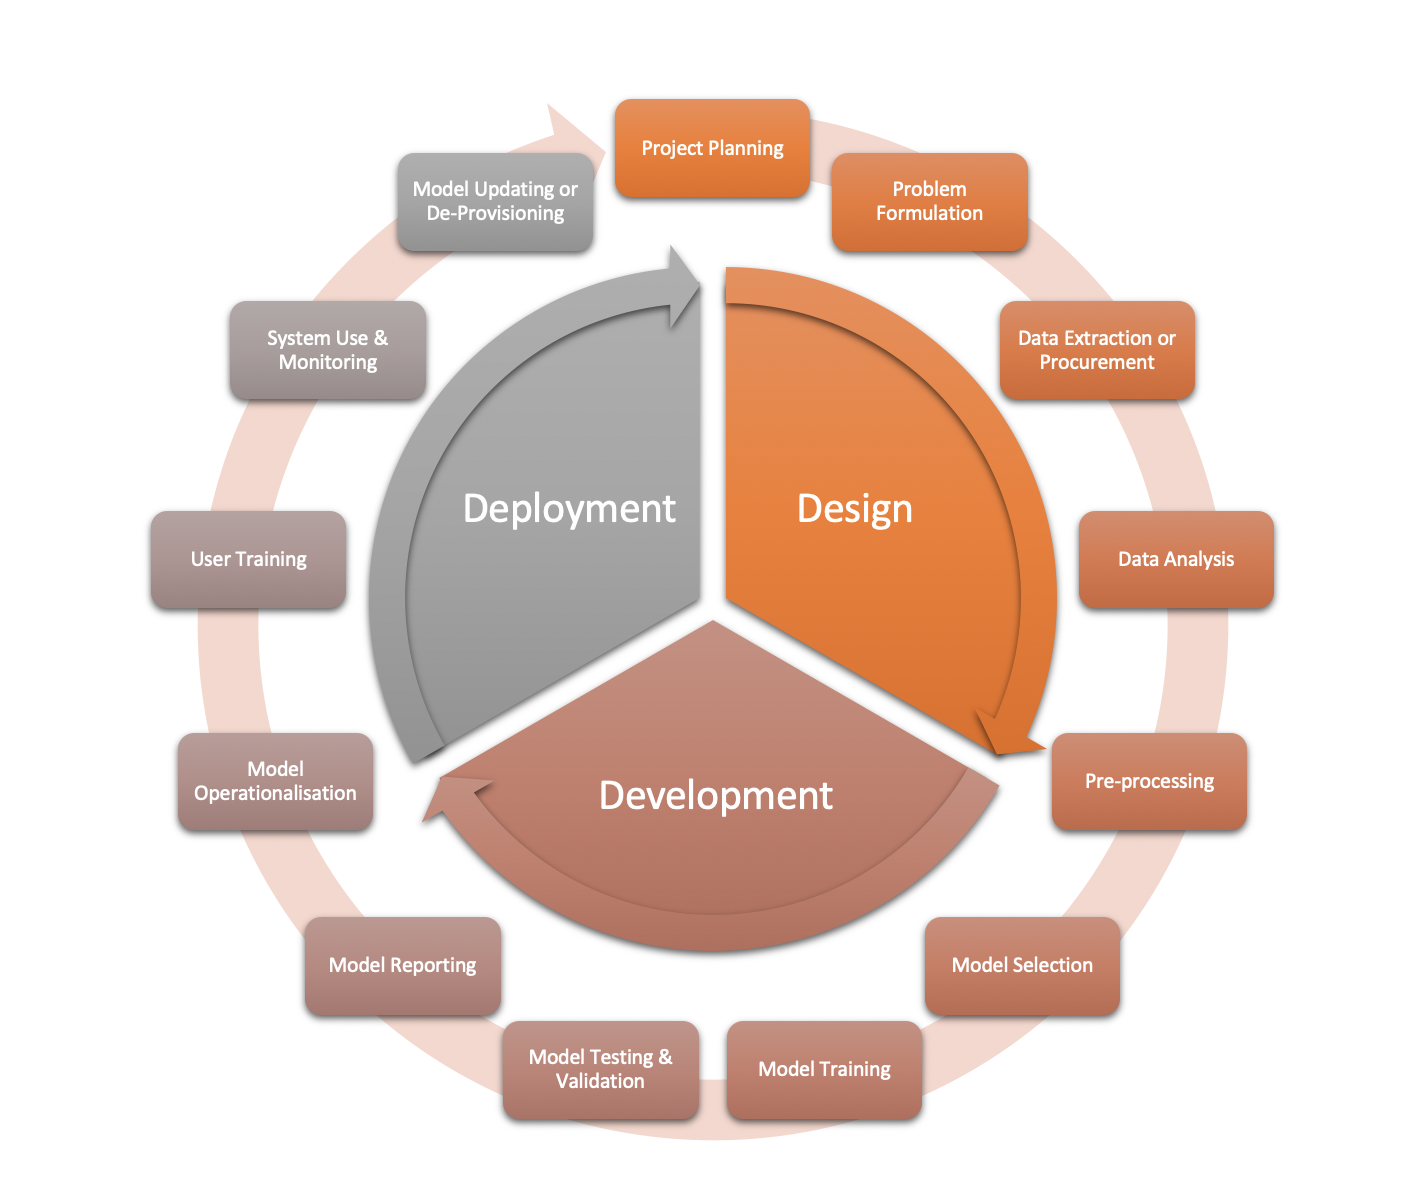 Project Planning
Problem
Formulation
Data Extraction or
Procurement
Data Analysis
Pre-processing
Model Selection
Model Training
Model Testing &
Validation
Model Reporting
Model
Operationalisation
User Training
System Use &
Monitoring
Model Updating or
De-Provisioning
Design
Development
Deployment